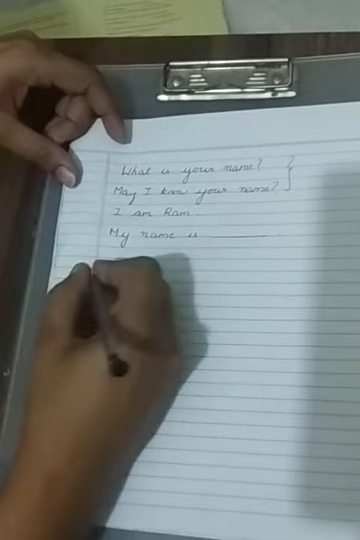 What is your name?
May I know your name?
I am Ram
My name is ________